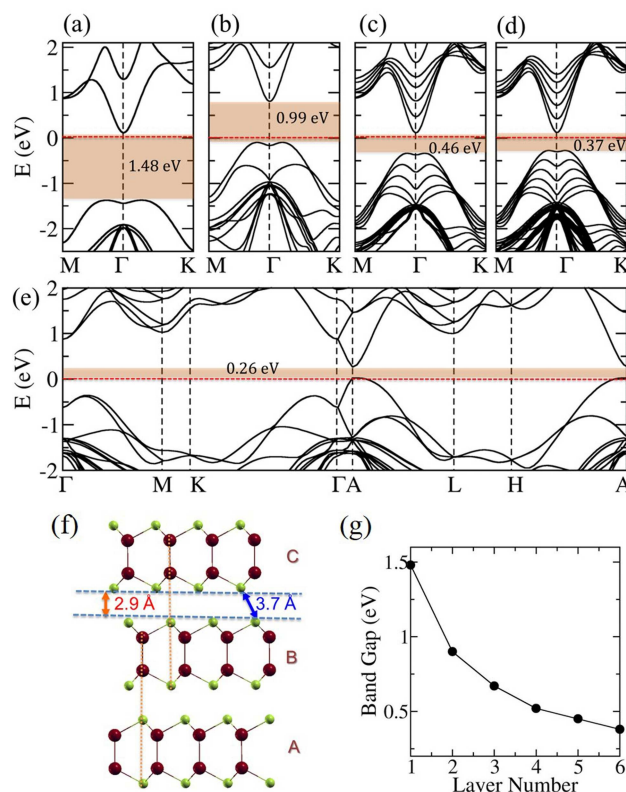 (a) (b) (c) (d)
2
1
0
-1
-2
E (eV)
1.48 eV
0.99 eV
0.46 eV
0.37 eV
M Γ K M Γ K M Γ K M Γ K
(e)
2
1
0
-1
-2
E (eV)
0.26 eV
Γ M K Γ A L H A
(f)
C
2.9 Å
3.7 Å
B
A
(g)
1.5
1
0.5
Band Gap (eV)
1 2 3 4 5 6
Layer Number